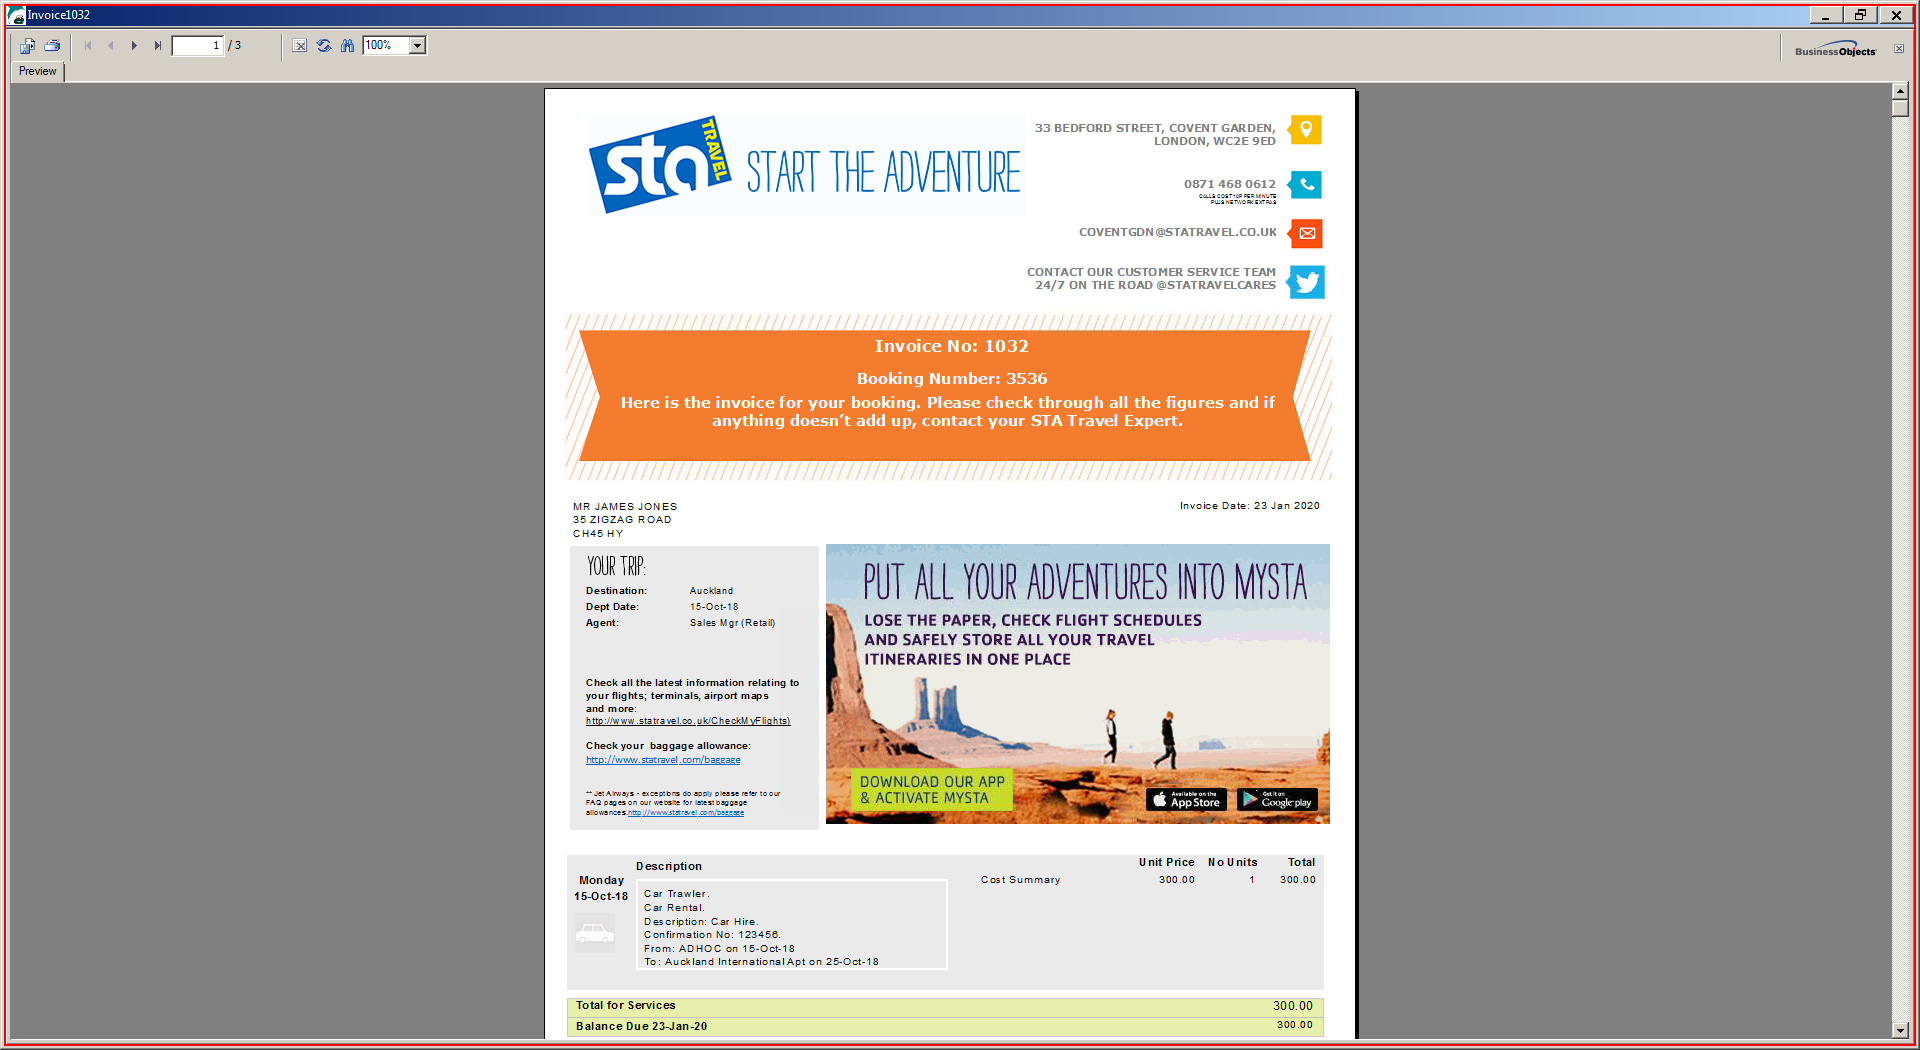 Invoice1032
1 / 3
100%
BusinessObjects
Preview
sta TRAVEL
START THE ADVENTURE
33 BEDFORD STREET, COVENT GARDEN,
LONDON, WC2E 9ED
0871 468 0612
CALLS COST 10P PER MINUTE
PLUS NETWORK EXTRAS
COVENTGDN@STATRAVEL.CO.UK
CONTACT OUR CUSTOMER SERVICE TEAM
24/7 ON THE ROAD @STATRAVELCARES
Invoice No: 1032
Booking Number: 3536
Here is the invoice for your booking. Please check through all the figures and if
anything doesn’t add up, contact your STA Travel Expert.
MR JAMES JONES
35 ZIGZAG ROAD
CH45 HY
Invoice Date: 23 Jan 2020
YOUR TRIP:
Destination: Auckland
Dept Date: 15-Oct-18
Agent: Sales Mgr (Retail)
Check all the latest information relating to
your flights; terminals, airport maps
and more:
http://www.statravel.co.uk/CheckMyFlights)
Check your baggage allowance:
http://www.statravel.com/baggage
** Jet Airways - exceptions do apply please refer to our
FAQ pages on our website for latest baggage
allowances.http://www.statravel.com/baggage
PUT ALL YOUR ADVENTURES INTO MYSTA
LOSE THE PAPER, CHECK FLIGHT SCHEDULES
AND SAFELY STORE ALL YOUR TRAVEL
ITINERARIES IN ONE PLACE
DOWNLOAD OUR APP
& ACTIVATE MYSTA
Available on the
App Store
Get it on
Google play
Description Unit Price No Units Total
Monday
15-Oct-18
Cost Summary 300.00 1 300.00
Car Trawler.
Car Rental.
Description: Car Hire.
Confirmation No: 123456.
From: ADHOC on 15-Oct-18
To: Auckland International Apt on 25-Oct-18
Total for Services 300.00
Balance Due 23-Jan-20 300.00